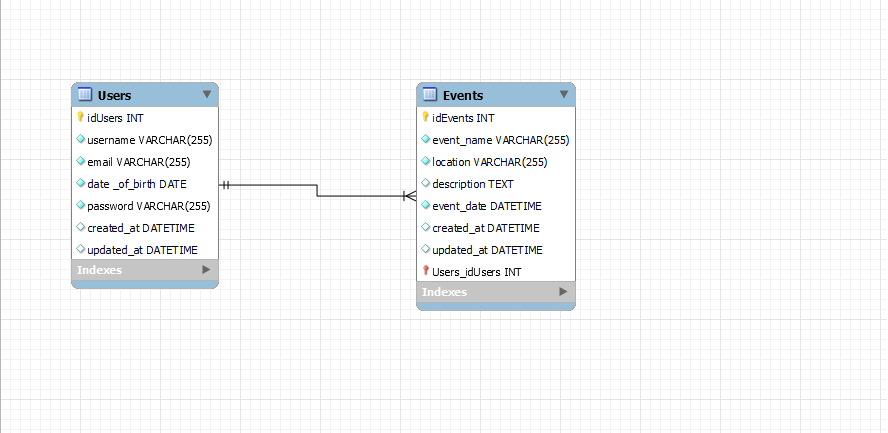 Users
idUsers INT
username VARCHAR(255)
email VARCHAR(255)
date _of_birth DATE
password VARCHAR(255)
created_at DATETIME
updated_at DATETIME
Indexes
Events
idEvents INT
event_name VARCHAR(255)
location VARCHAR(255)
description TEXT
event_date DATETIME
created_at DATETIME
updated_at DATETIME
Users_idUsers INT
Indexes